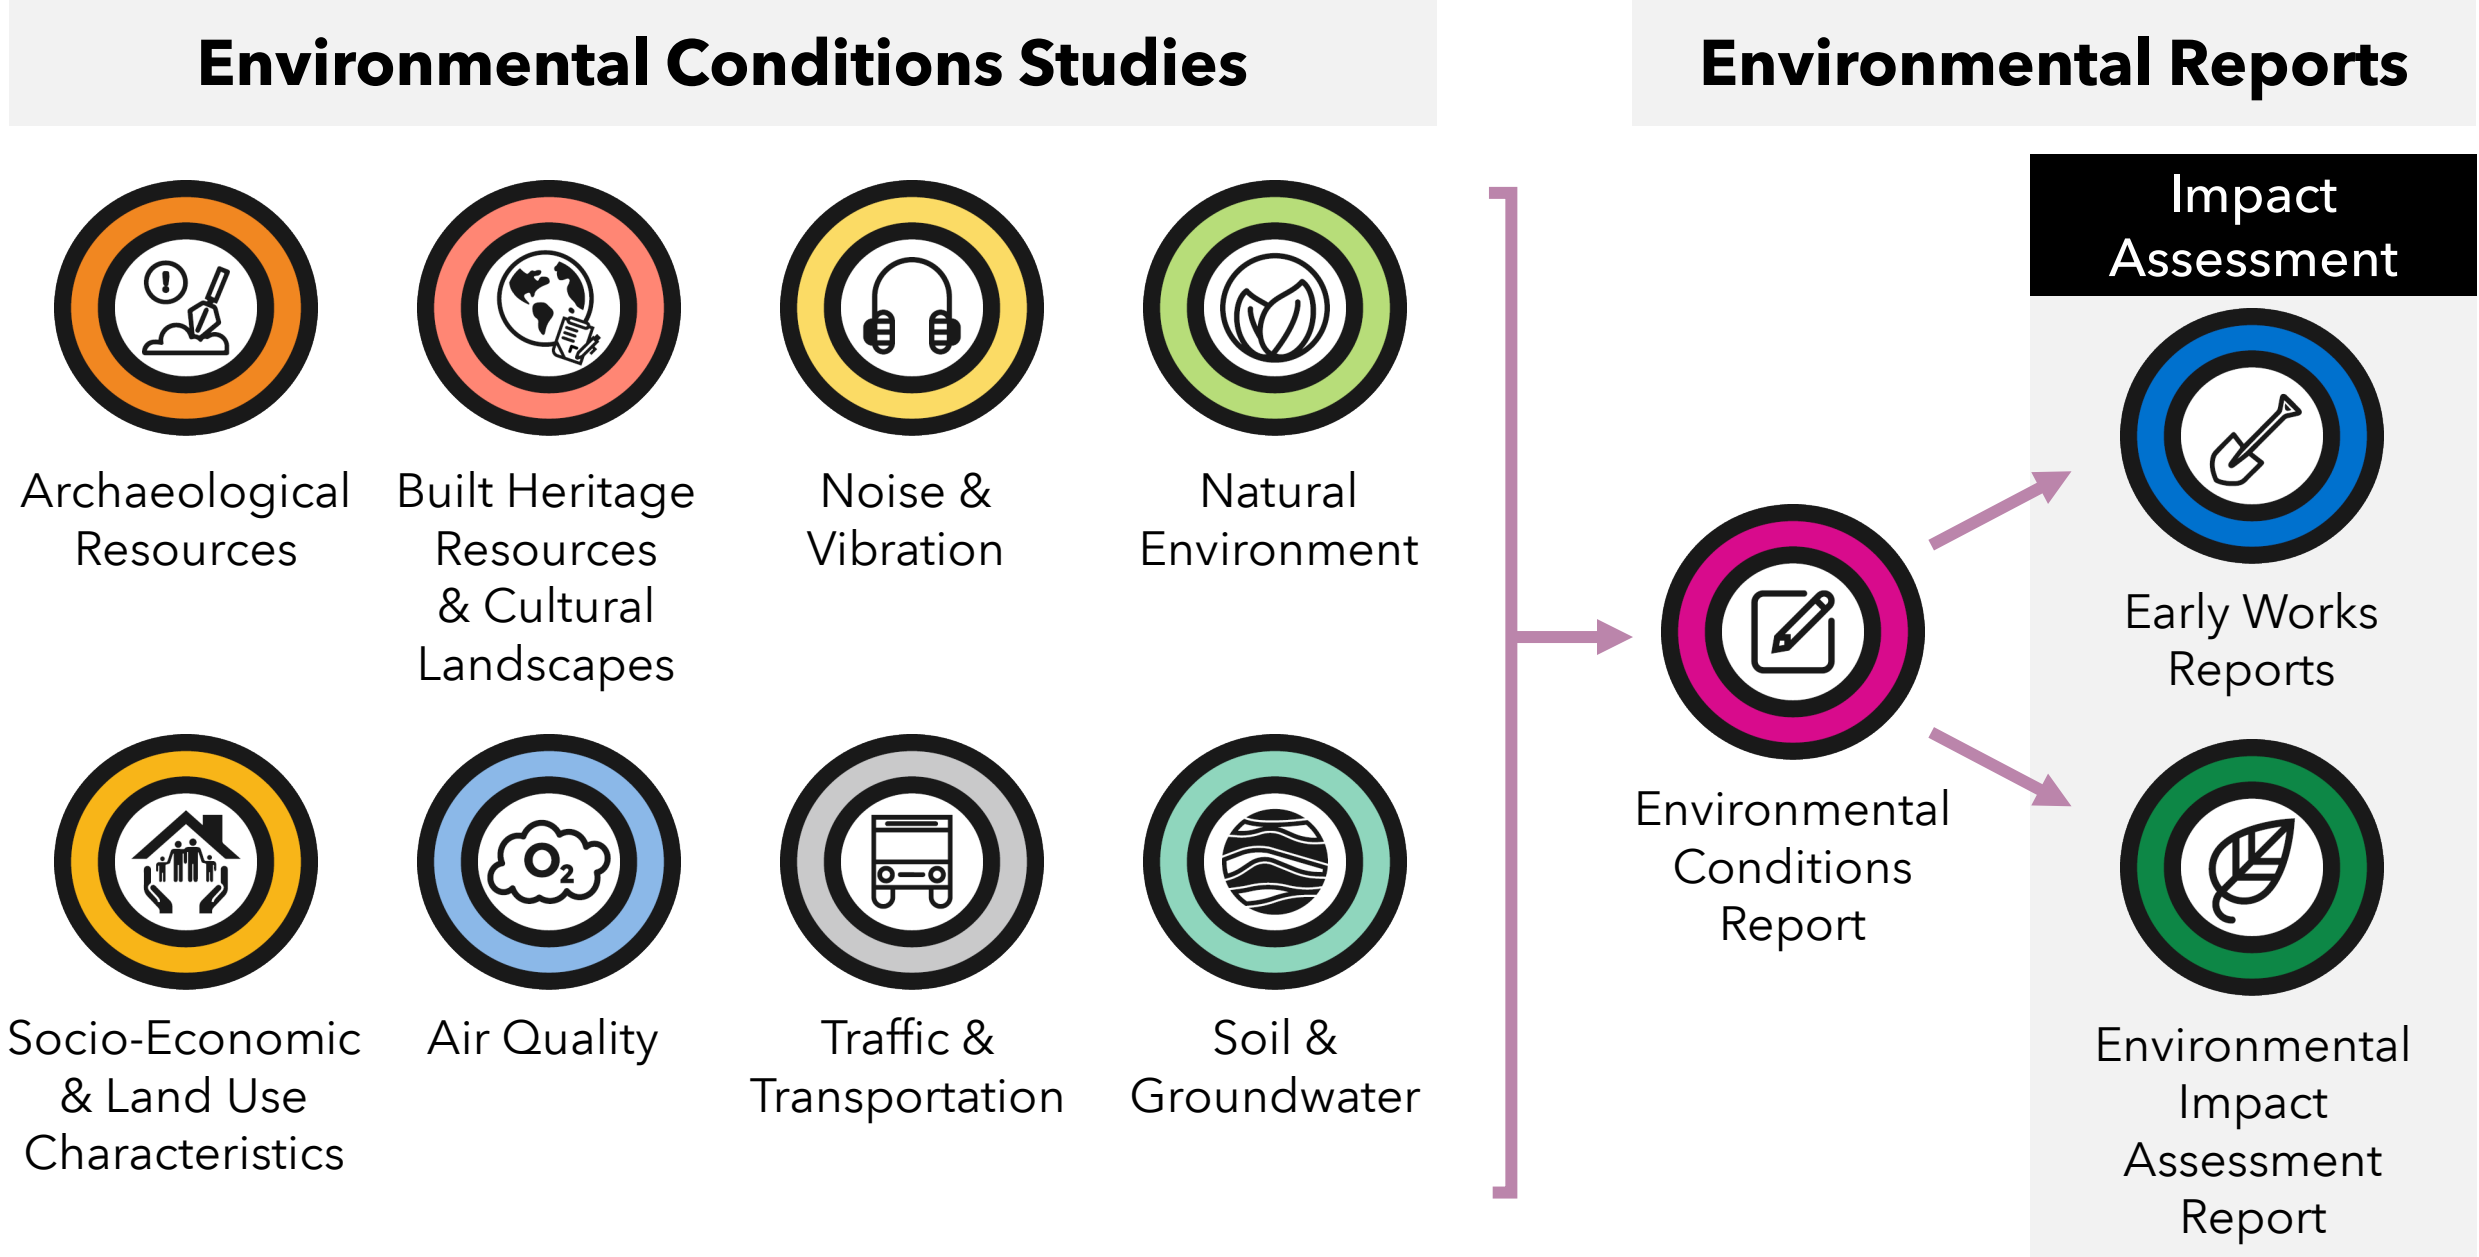 Environmental Conditions Studies
Environmental Reports
Archaeological
Resources
Built Heritage
Resources
& Cultural
Landscapes
Noise &
Vibration
Natural
Environment
Socio-Economic
& Land Use
Characteristics
O2
Air Quality
Traffic &
Transportation
Soil &
Groundwater
Environmental
Conditions
Report
Impact
Assessment
Early Works
Reports
Environmental
Impact
Assessment
Report